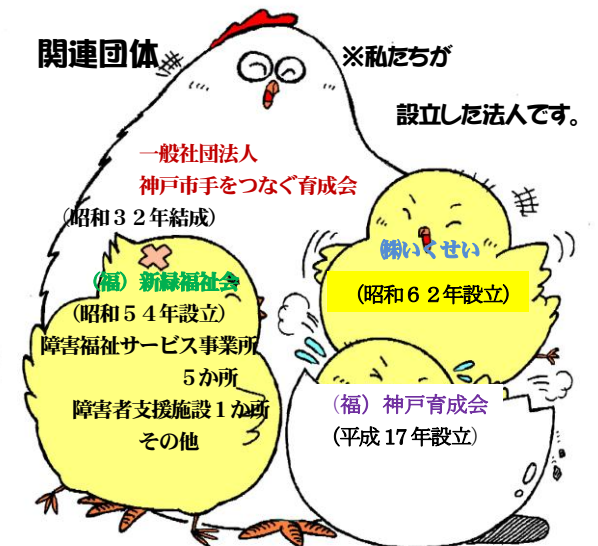 関連団体
※私たちが
設立した法人です。
一般社団法人
神戸市手をつなぐ育成会
（昭和３２年結成）
㈱いくせい
（昭和６２年設立）
（福）新緑福祉会
（昭和５４年設立）
障害福祉サービス事業所
５か所
障害者支援施設１か所
その他
（福）神戸育成会
（平成 17 年設立）